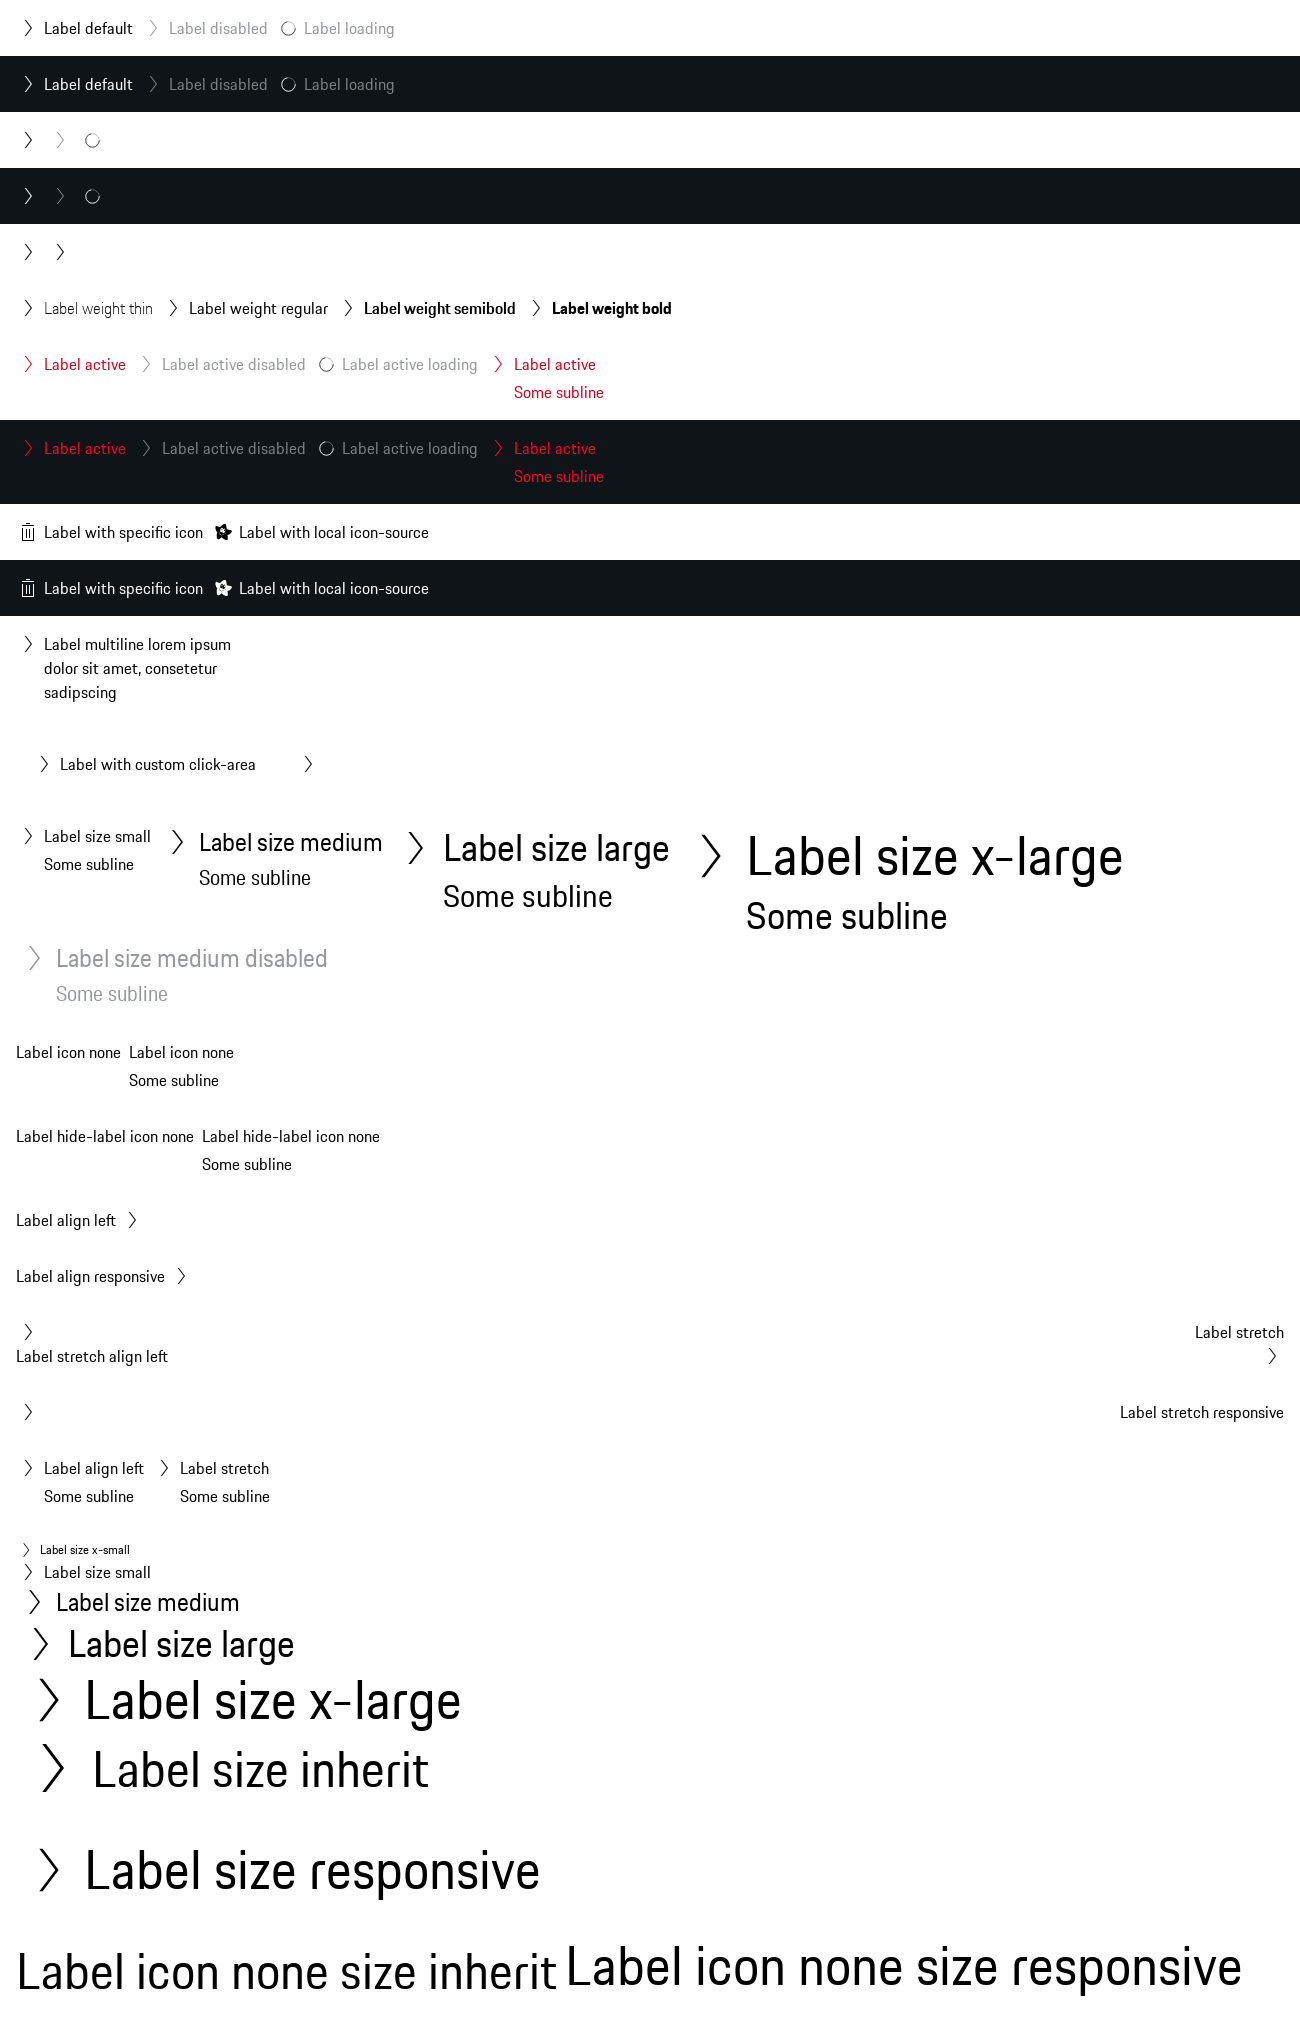 Label default Label disabled Label loading
Label default Label disabled Label loading
Label weight thin Label weight regular Label weight semibold Label weight bold
Label active Label active disabled Label active loading Label active
Some subline
Label active Label active disabled Label active loading Label active
Some subline
Label with specific icon Label with local icon-source
Label with specific icon Label with local icon-source
Label multiline lorem ipsum
dolor sit amet, consetetur
sadipscing
Label with custom click-area
Label size small Label size medium Label size large Label size x-large
Some subline Some subline Some subline Some subline
Label size medium disabled
Some subline
Label icon none Label icon none
Some subline
Label hide-label icon none Label hide-label icon none
Some subline
Label align left
Label align responsive
Label stretch
Label stretch align left
Label stretch responsive
Label align left Label stretch
Some subline Some subline
Label size x-small
Label size small
Label size medium
Label size large
Label size x-large
Label size inherit
Label size responsive
Label icon none size inherit Label icon none size responsive